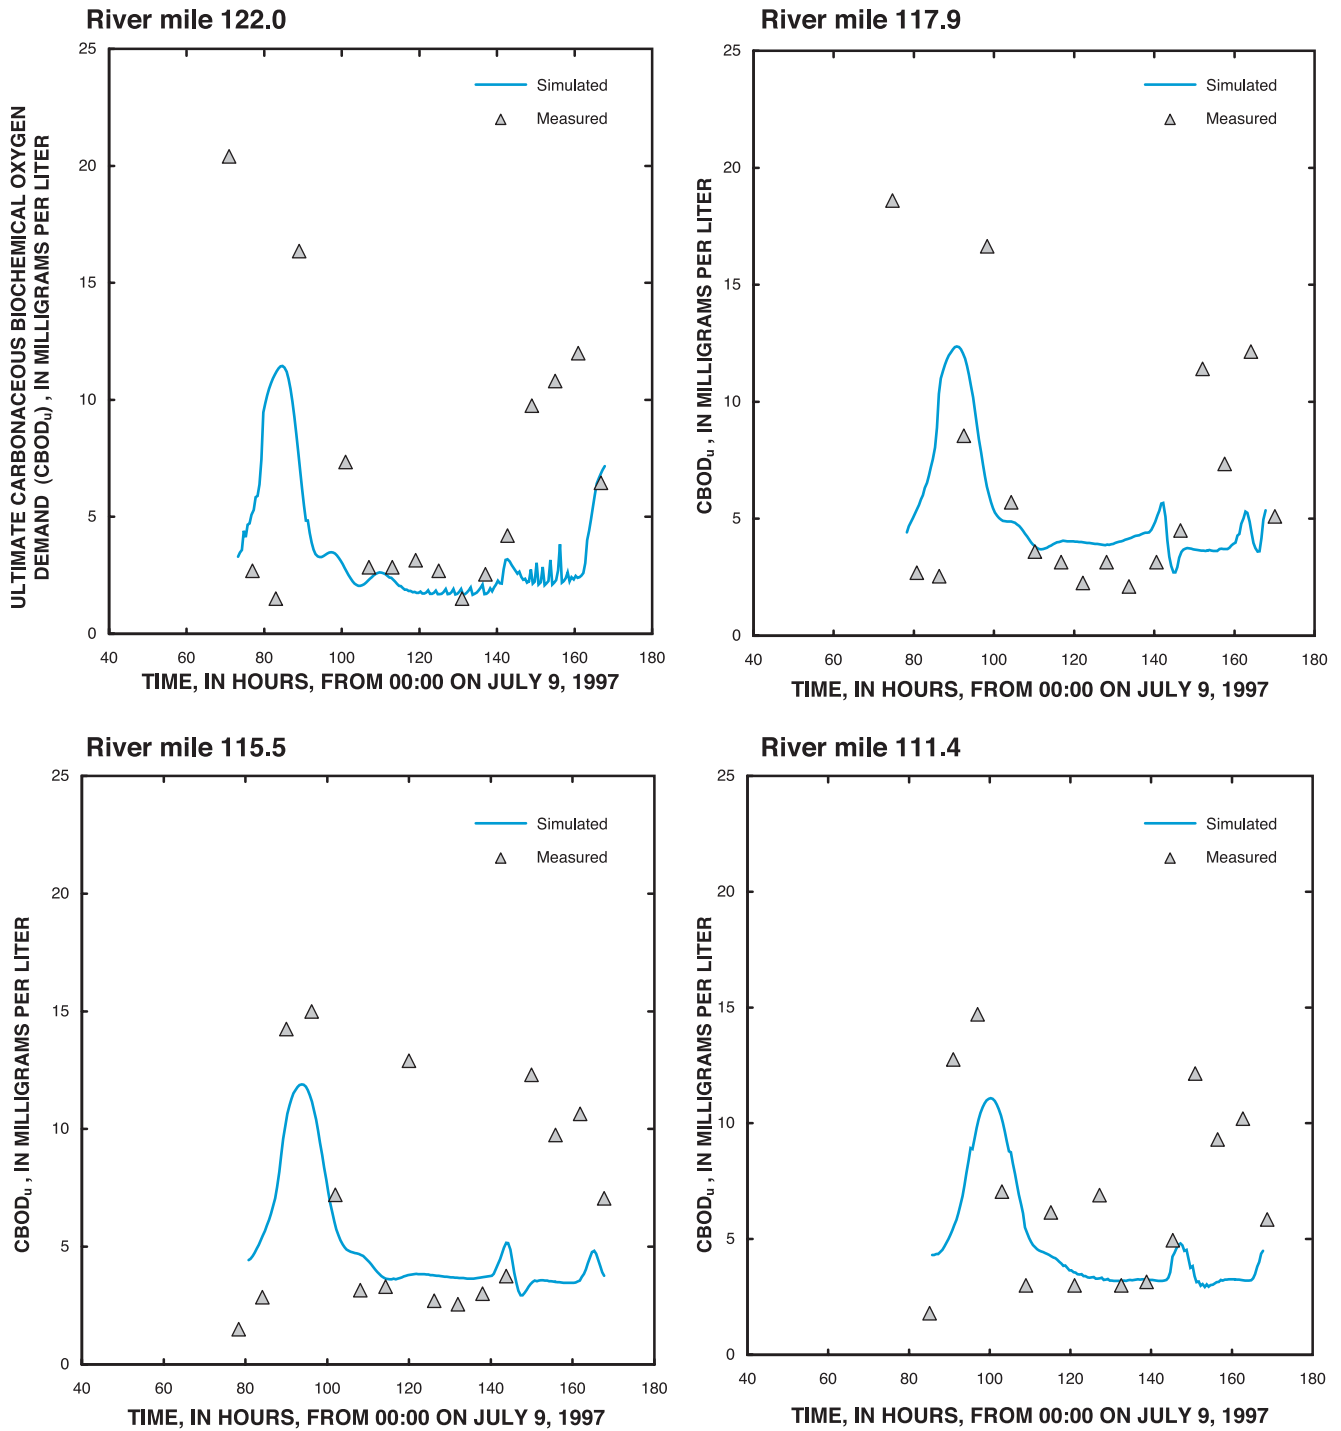 River mile 122.0
ULTIMATE CARBONACEOUS BIOCHEMICAL OXYGEN
DEMAND (CBODu) , IN MILLIGRAMS PER LITER
25
20
15
10
5
0
Simulated
Measured
40 60 80 100 120 140 160 180
TIME, IN HOURS, FROM 00:00 ON JULY 9, 1997
River mile 117.9
CBODu , IN MILLIGRAMS PER LITER
25
20
15
10
5
0
Simulated
Measured
40 60 80 100 120 140 160 180
TIME, IN HOURS, FROM 00:00 ON JULY 9, 1997
River mile 115.5
CBODu , IN MILLIGRAMS PER LITER
25
20
15
10
5
0
Simulated
Measured
40 60 80 100 120 140 160 180
TIME, IN HOURS, FROM 00:00 ON JULY 9, 1997
River mile 111.4
CBODu , IN MILLIGRAMS PER LITER
25
20
15
10
5
0
Simulated
Measured
40 60 80 100 120 140 160 180
TIME, IN HOURS, FROM 00:00 ON JULY 9, 1997